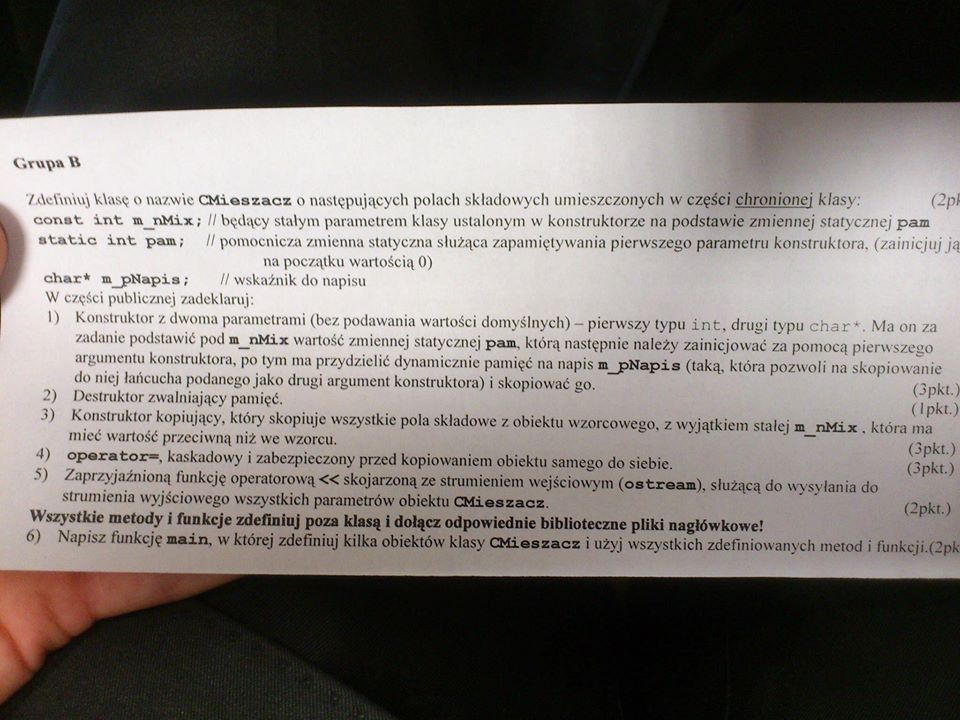 Grupa B
Zdefiniuj klasę o nazwie CMieszacz o następujących polach składowych umieszczonych w części chronionej klasy: (2pk
const int m_nMix; // będący stałym parametrem klasy ustalonym w konstruktorze na podstawie zmiennej statycznej pam
static int pam; // pomocnicza zmienna statyczna służąca zapamiętywania pierwszego parametru konstruktora, (zainicjuj ją
na początku wartością 0)
char* m_pNapis; // wskaźnik do napisu
W części publicznej zadeklaruj:
1) Konstruktor z dwoma parametrami (bez podawania wartości domyślnych) – pierwszy typu int, drugi typu char*. Ma on za
zadanie podstawić pod m_nMix wartość zmiennej statycznej pam, którą następnie należy zainicjować za pomocą pierwszego
argumentu konstruktora, po tym ma przydzielić dynamicznie pamięć na napis m_pNapis (taką, która pozwoli na skopiowanie
do niej łańcucha podanego jako drugi argument konstruktora) i skopiować go. (3pkt.)
2) Destruktor zwalniający pamięć. (1pkt.)
3) Konstruktor kopiujący, który skopiuje wszystkie pola składowe z obiektu wzorcowego, z wyjątkiem stałej m_nMix , która ma
mieć wartość przeciwną niż we wzorcu. (3pkt.)
4) operator=, kaskadowy i zabezpieczony przed kopiowaniem obiektu samego do siebie. (3pkt.)
5) Zaprzyjaźnioną funkcję operatorową << skojarzoną ze strumieniem wejściowym (ostream), służącą do wysyłania do
strumienia wyjściowego wszystkich parametrów obiektu CMieszacz. (2pkt.)
Wszystkie metody i funkcje zdefiniuj poza klasą i dołącz odpowiednie biblioteczne pliki nagłówkowe!
6) Napisz funkcję main, w której zdefiniuj kilka obiektów klasy CMieszacz i użyj wszystkich zdefiniowanych metod i funkcji.(2pk